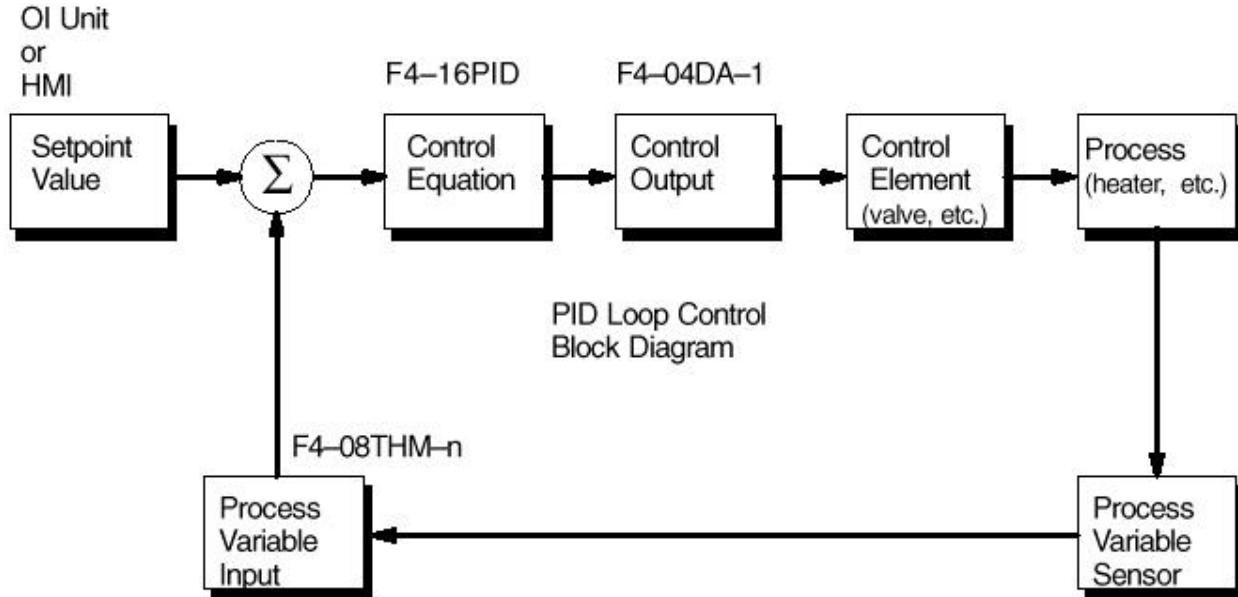 OI Unit
or
HMI
F4–16PID
F4–04DA–1
Setpoint
Value
Σ
Control
Equation
Control
Output
Control
Element
(valve, etc.)
Process
(heater, etc.)
PID Loop Control
Block Diagram
F4–08THM–n
Process
Variable
Input
Process
Variable
Sensor